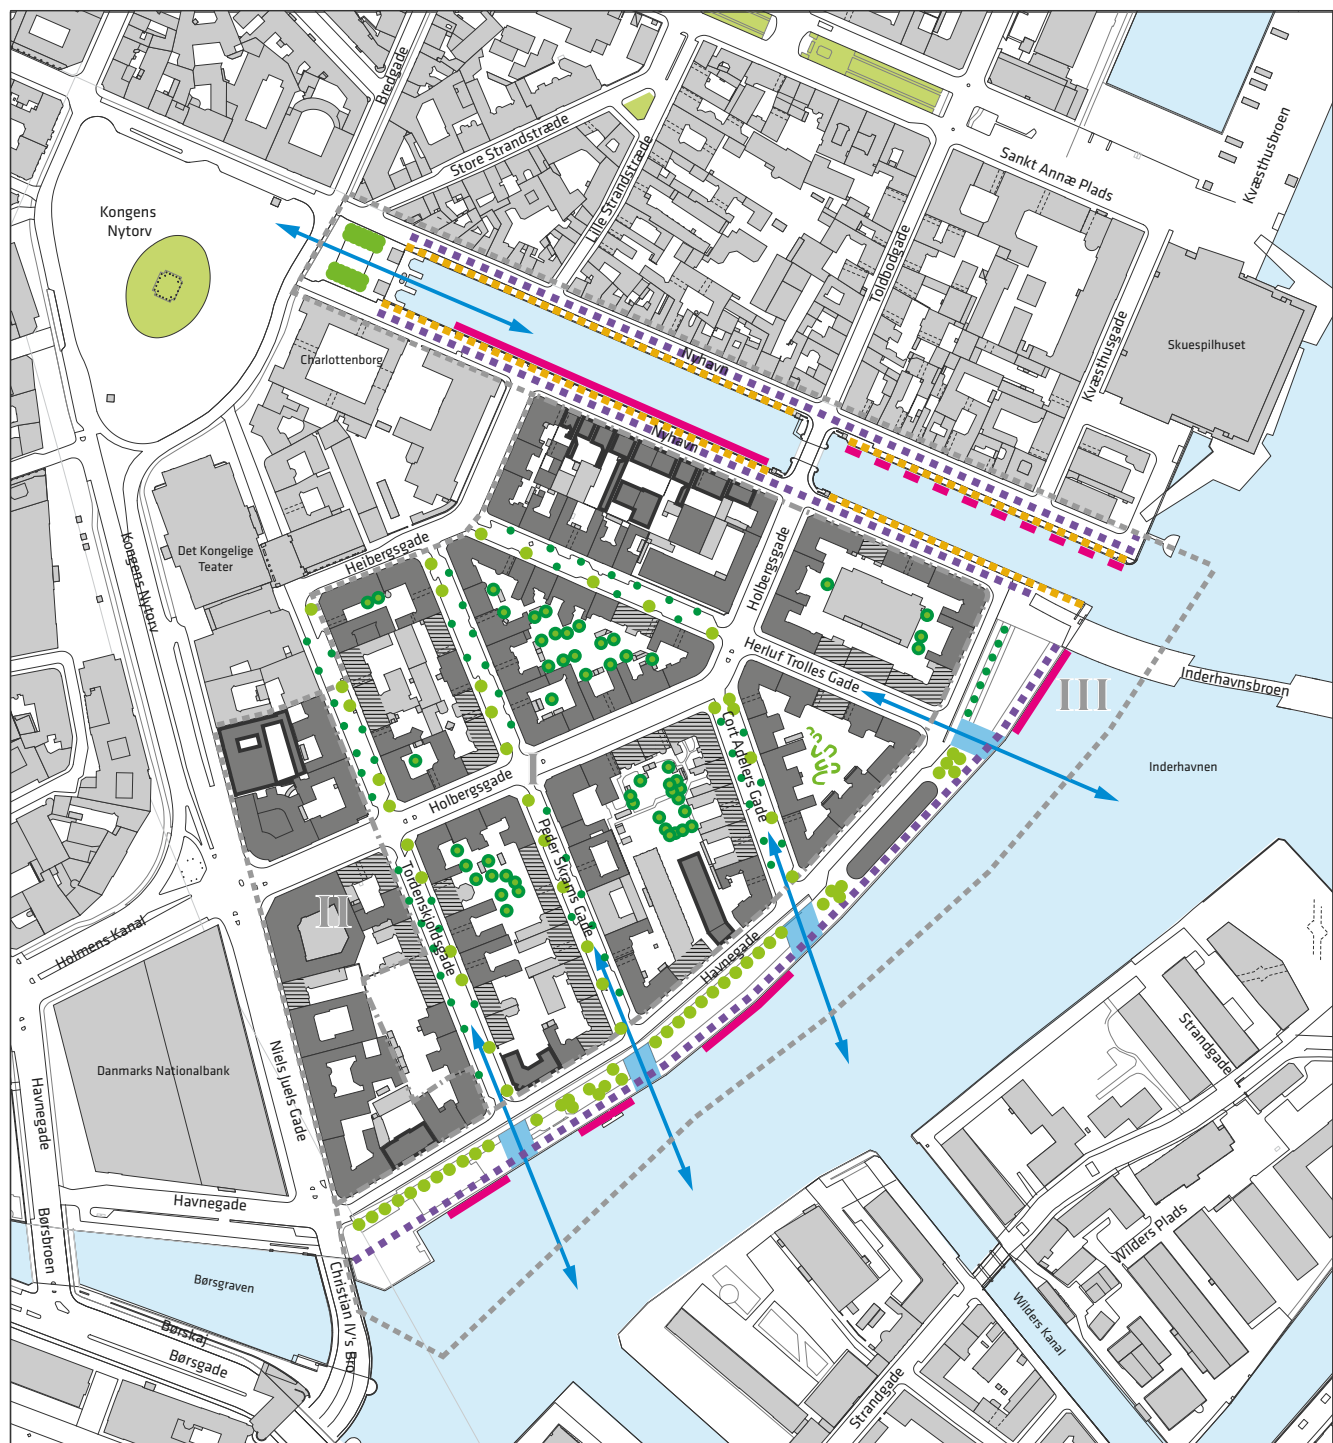 Bredgade
Store Strandstræde
Lille Strandstræde
Sankt Annæ Plads
Kvæsthusbroen
Kongens
Nytorv
Toldbodgade
Kvæsthusgade
Skuespilhuset
Charlottenborg
Nyhavn
Nyhavn
Kongens Nytorv
Det Kongelige
Teater
Heibergsgade
Holbergsgade
Herluf Trolles Gade
Inderhavnsbroen
III
Inderhavnen
Cort Adelers Gade
I
Holbergsgade
Peder Skrams Gade
Tordenskjoldsgade
II
Holmens Kanal
Havnegade
Niels Juels Gade
Danmarks Nationalbank
Havnegade
Havnegade
Børsbroen
Børsgraven
Christian IV's Bro
Børskaj
Børsgade
Strandgade
Wilders Plads
Wilders Kanal
Strandgade